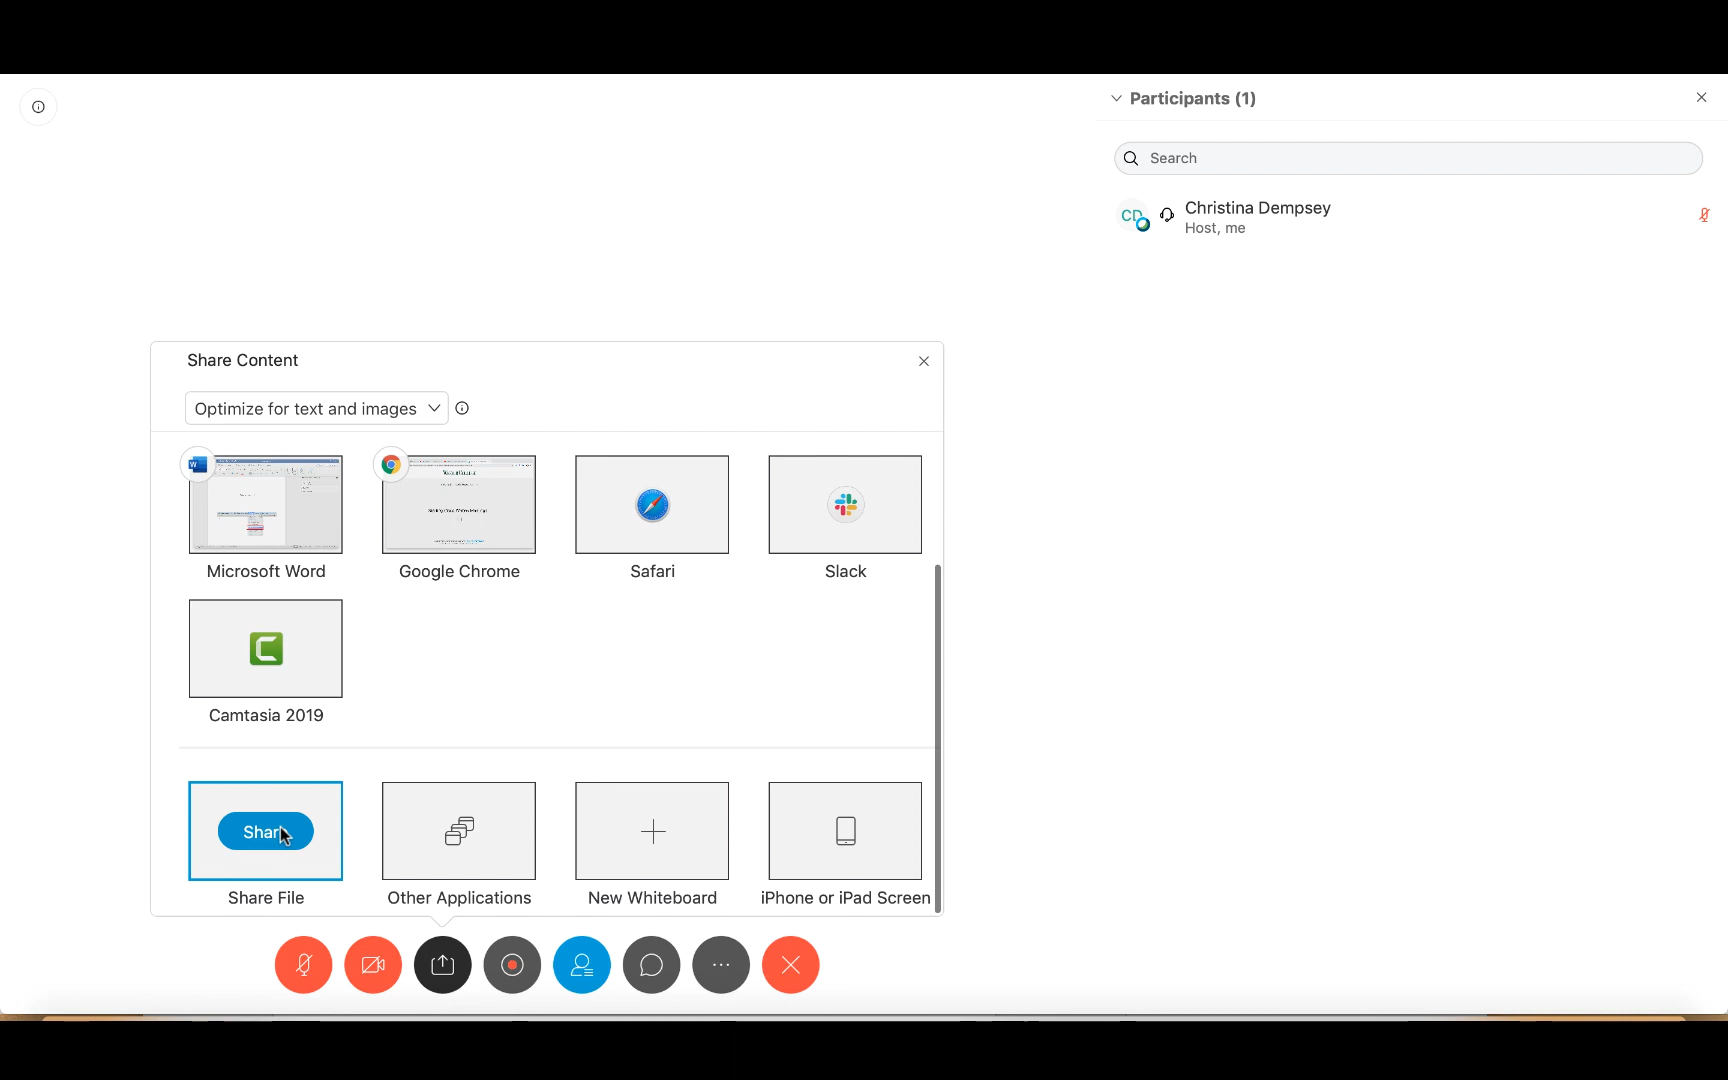 Participants (1)
Search
CD
Christina Dempsey
Host, me
Share Content
Optimize for text and images
Microsoft Word
Google Chrome
Safari
Slack
Camtasia 2019
Share File
Other Applications
New Whiteboard
iPhone or iPad Screen